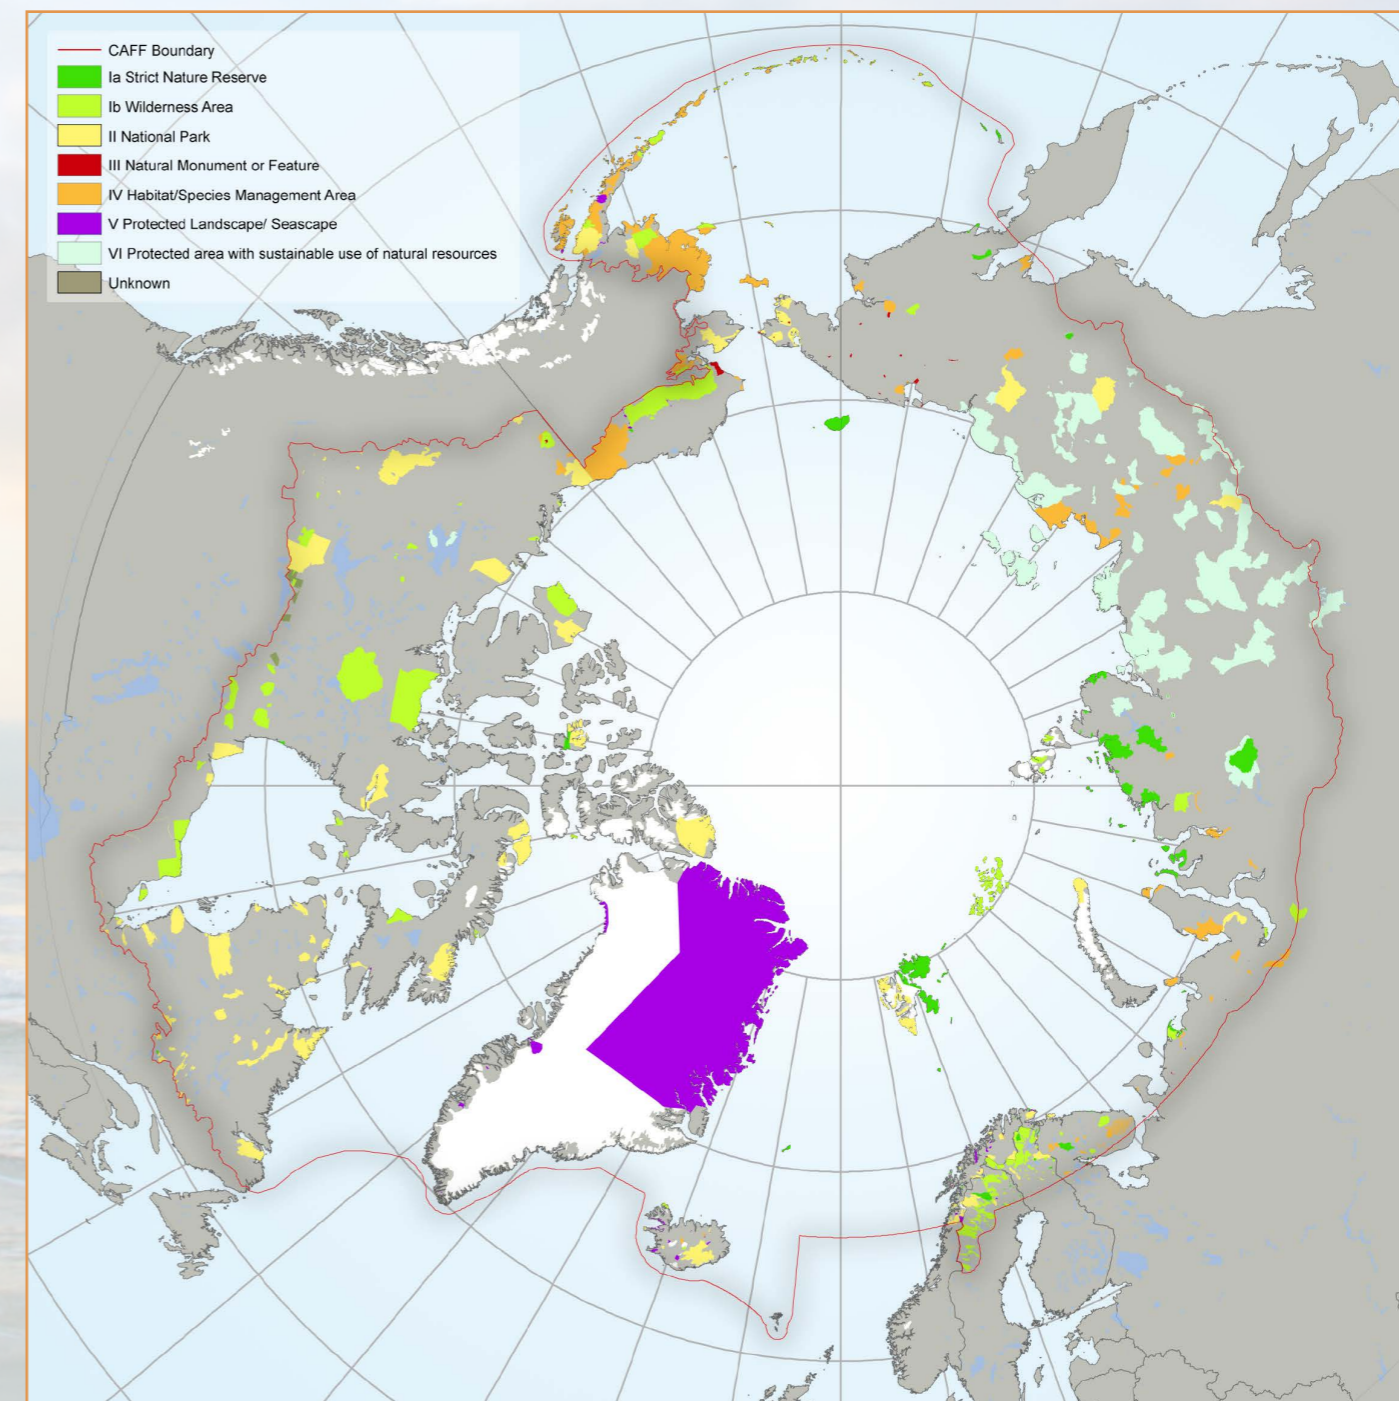 CAFF Boundary
Ia Strict Nature Reserve
Ib Wilderness Area
II National Park
III Natural Monument or Feature
IV Habitat/Species Management Area
V Protected Landscape/ Seascape
VI Protected area with sustainable use of natural resources
Unknown